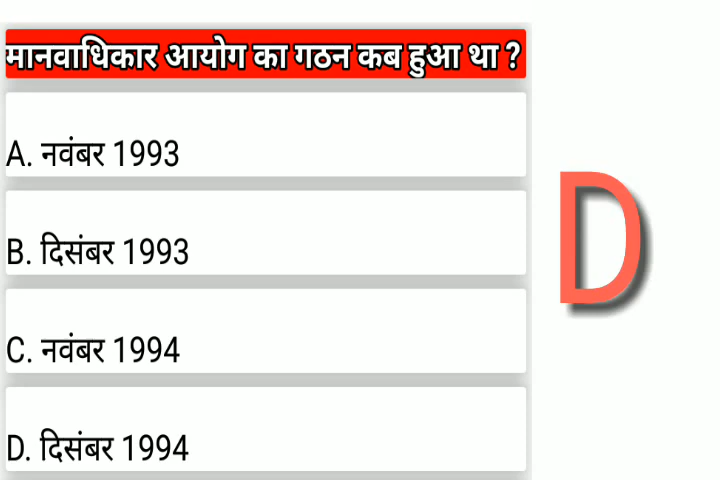 मानवाधिकार आयोग का गठन कब हुआ था ?
A. नवंबर 1993
B. दिसंबर 1993
C. नवंबर 1994
D. दिसंबर 1994
D